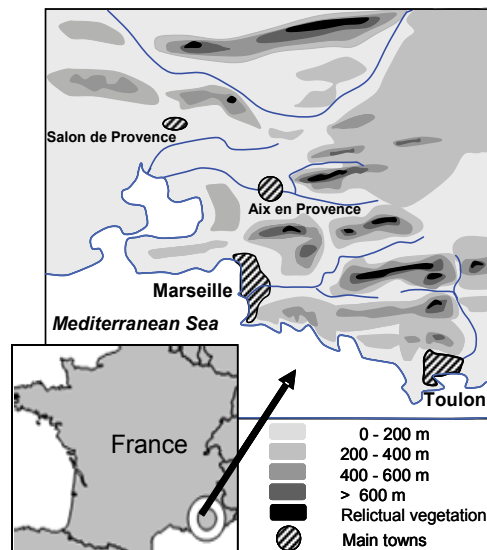 Salon de Provence
Aix en Provence
Marseille
Mediterranean Sea
Toulon
France
0 - 200 m
200 - 400 m
400 - 600 m
> 600 m
Relictual vegetation
Main towns